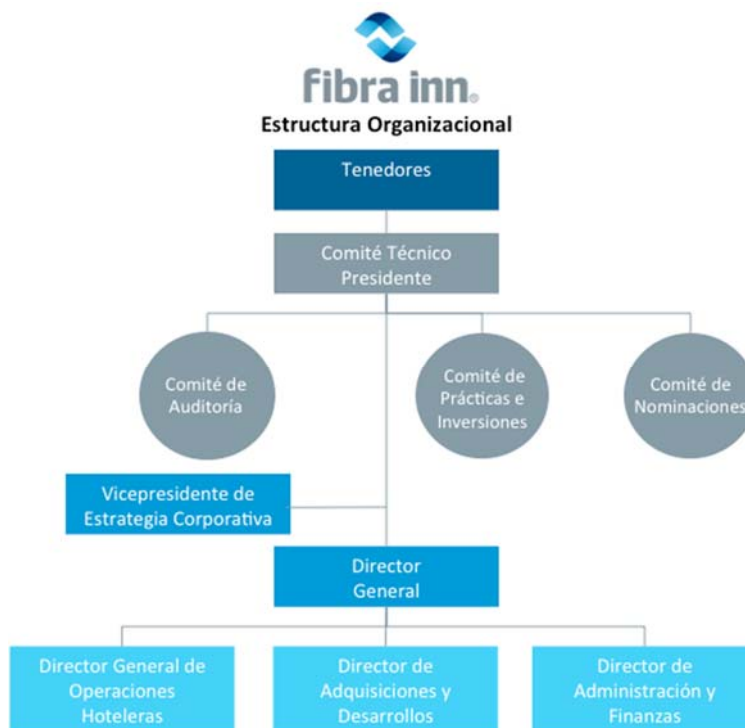 fibra inn®
Estructura Organizacional
Tenedores
Comité Técnico
Presidente
Comité de
Auditoría
Comité de
Prácticas e
Inversiones
Comité de
Nominaciones
Vicepresidente de
Estrategia Corporativa
Director
General
Director General de
Operaciones
Hoteleras
Director de
Adquisiciones y
Desarrollos
Director de
Administración y
Finanzas